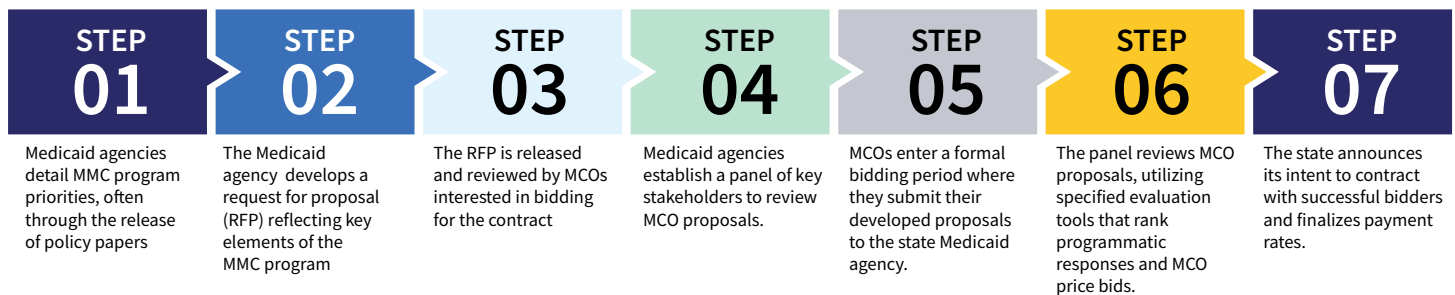 STEP
01
Medicaid agencies
detail MMC program
priorities, often
through the release
of policy papers
STEP
02
The Medicaid
agency develops a
request for proposal
(RFP) reflecting key
elements of the
MMC program
STEP
03
The RFP is released
and reviewed by MCOs
interested in bidding
for the contract
STEP
04
Medicaid agencies
establish a panel of key
stakeholders to review
MCO proposals.
STEP
05
MCOs enter a formal
bidding period where
they submit their
developed proposals
to the state Medicaid
agency.
STEP
06
The panel reviews MCO
proposals, utilizing
specified evaluation
tools that rank
programmatic
responses and MCO
price bids.
STEP
07
The state announces
its intent to contract
with successful bidders
and finalizes payment
rates.